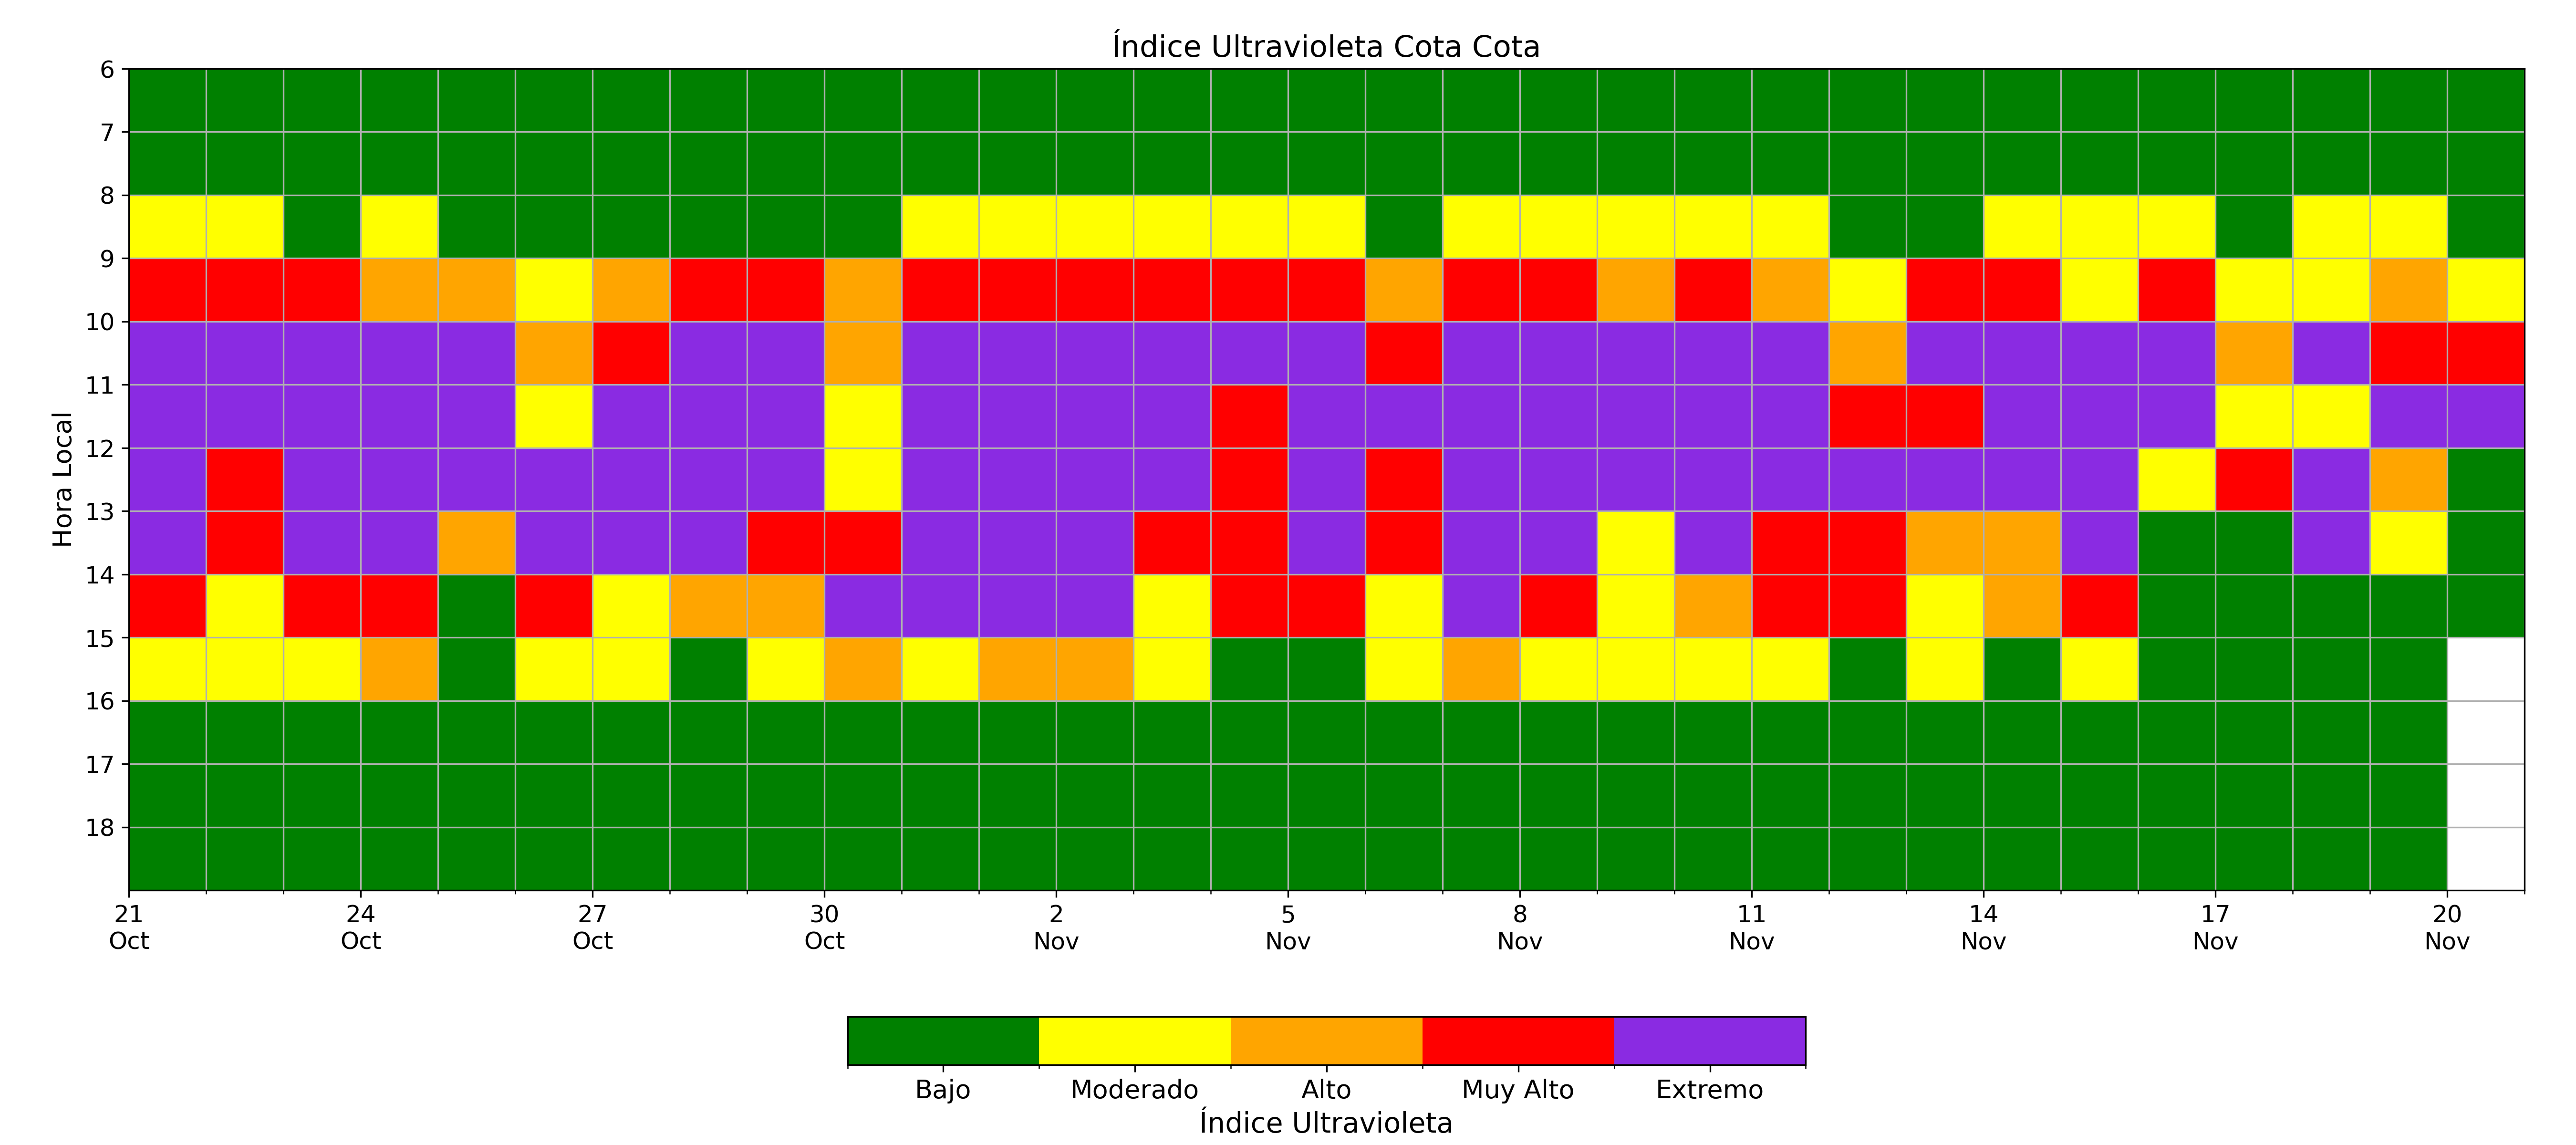 Índice Ultravioleta Cota Cota
Hora Local
6
7
8
9
10
11
12
13
14
15
16
17
18
21 24 27 30 2 5 8 11 14 17 20
Oct Oct Oct Oct Nov Nov Nov Nov Nov Nov Nov
Bajo Moderado Alto Muy Alto Extremo
Índice Ultravioleta